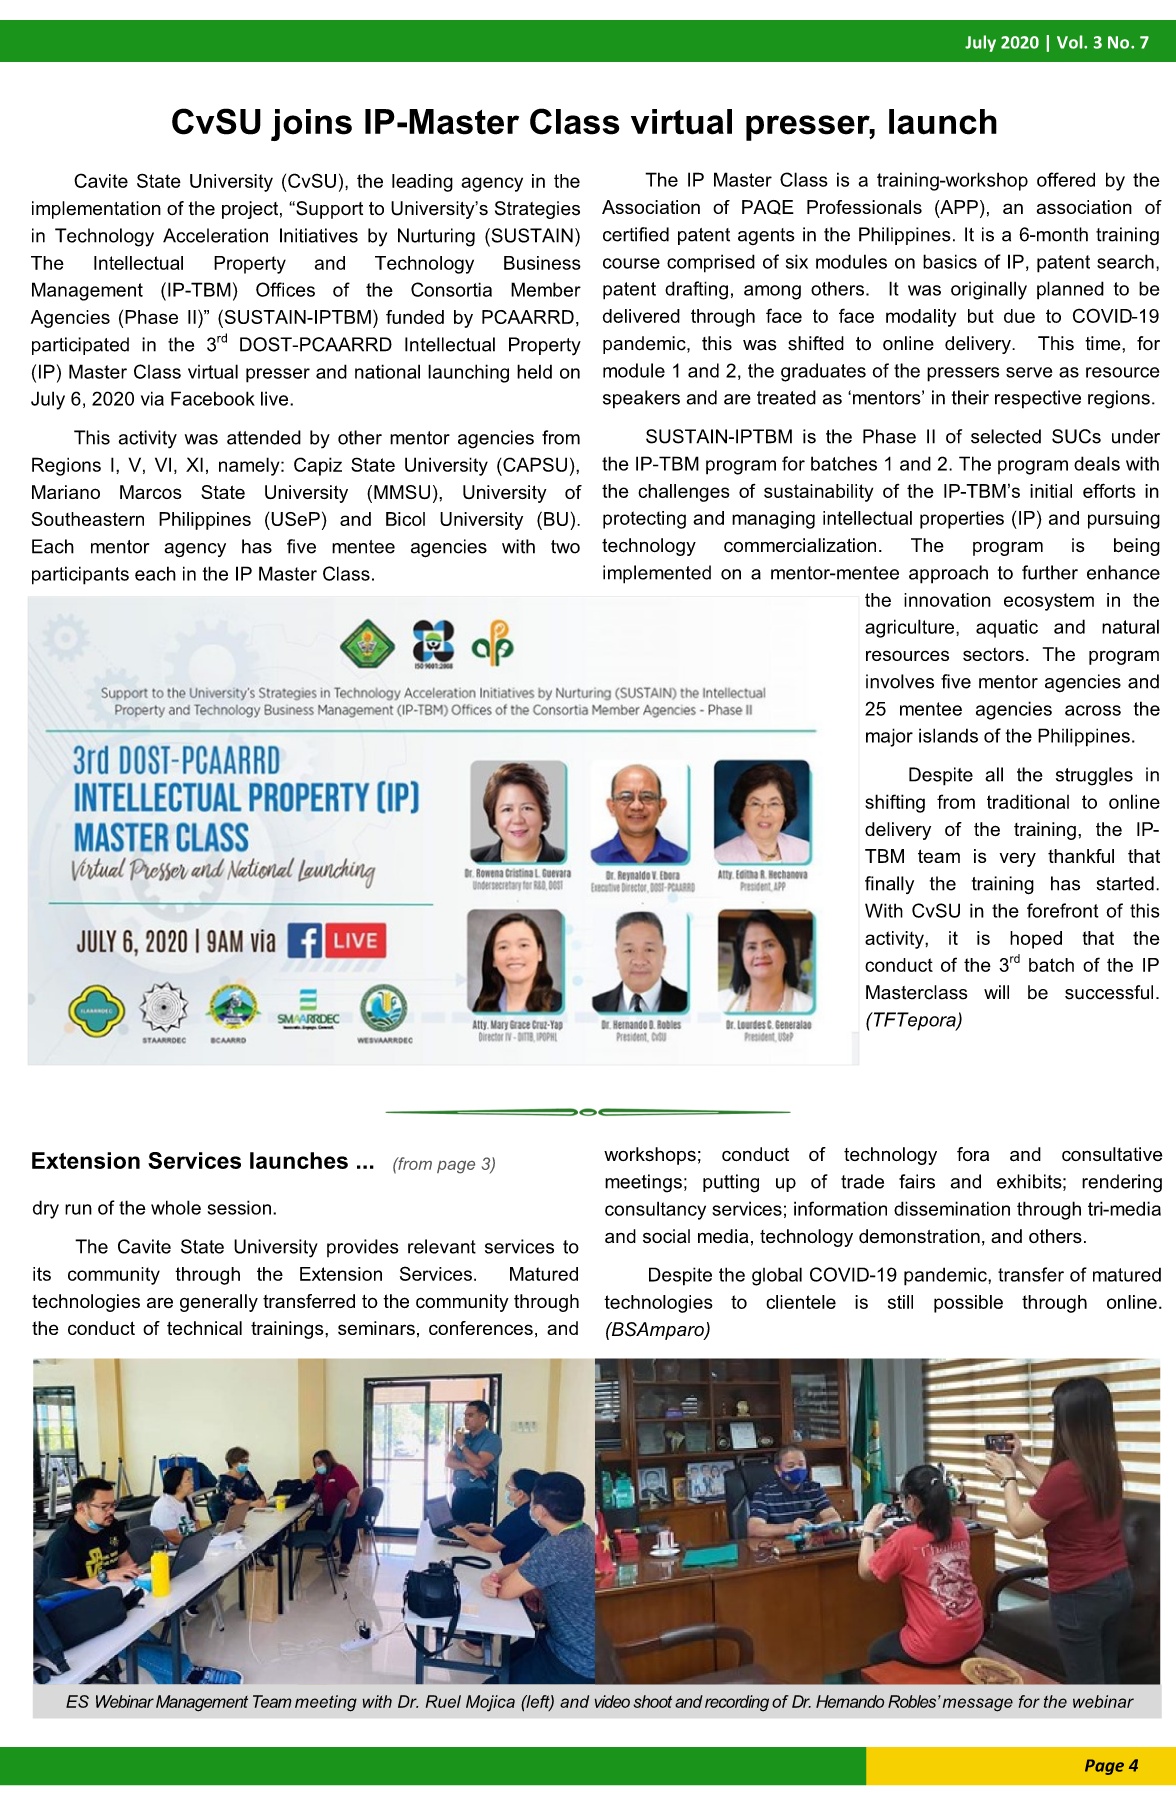 July 2020 | Vol. 3 No. 7
CvSU joins IP-Master Class virtual presser, launch
Cavite State University (CvSU), the leading agency in the
implementation of the project, “Support to University’s Strategies
in Technology Acceleration Initiatives by Nurturing (SUSTAIN)
The Intellectual Property and Technology Business
Management (IP-TBM) Offices of the Consortia Member
Agencies (Phase II)” (SUSTAIN-IPTBM) funded by PCAARRD,
participated in the 3rd DOST-PCAARRD Intellectual Property
(IP) Master Class virtual presser and national launching held on
July 6, 2020 via Facebook live.
This activity was attended by other mentor agencies from
Regions I, V, VI, XI, namely: Capiz State University (CAPSU),
Mariano Marcos State University (MMSU), University of
Southeastern Philippines (USeP) and Bicol University (BU).
Each mentor agency has five mentee agencies with two
participants each in the IP Master Class.
The IP Master Class is a training-workshop offered by the
Association of PAQE Professionals (APP), an association of
certified patent agents in the Philippines. It is a 6-month training
course comprised of six modules on basics of IP, patent search,
patent drafting, among others. It was originally planned to be
delivered through face to face modality but due to COVID-19
pandemic, this was shifted to online delivery. This time, for
module 1 and 2, the graduates of the pressers serve as resource
speakers and are treated as ‘mentors’ in their respective regions.
SUSTAIN-IPTBM is the Phase II of selected SUCs under
the IP-TBM program for batches 1 and 2. The program deals with
the challenges of sustainability of the IP-TBM’s initial efforts in
protecting and managing intellectual properties (IP) and pursuing
technology commercialization. The program is being
implemented on a mentor-mentee approach to further enhance
the innovation ecosystem in the
agriculture, aquatic and natural
resources sectors. The program
involves five mentor agencies and
25 mentee agencies across the
major islands of the Philippines.
Despite all the struggles in
shifting from traditional to online
delivery of the training, the IP-
TBM team is very thankful that
finally the training has started.
With CvSU in the forefront of this
activity, it is hoped that the
conduct of the 3rd batch of the IP
Masterclass will be successful.
(TFTepora)
ISO 9001:2008
Support to the University's Strategies in Technology Acceleration Initiatives by Nurturing (SUSTAIN) the Intellectual
Property and Technology Business Management (IP-TBM) Offices of the Consortia Member Agencies - Phase II
3rd DOST-PCAARRD
INTELLECTUAL PROPERTY (IP)
MASTER CLASS
Virtual Presser and National Launching
JULY 6, 2020 | 9AM via f LIVE
Dr. Rowena Cristina L. Guevara
Undersecretary for R&D, DOST
Dr. Reynaldo V. Ebora
Executive Director, DOST-PCAARRD
Atty. Editha R. Hechanova
President, APP
Atty. Mary Grace Cruz-Yap
Director IV - DITTB, IPOPHL
Dr. Hernando D. Robles
President, CvSU
Dr. Lourdes C. Generalao
President, USeP
STAARRDEC
BCAARRD
SMAARRDEC
WESVAARRDEC
Extension Services launches ... (from page 3)
dry run of the whole session.
The Cavite State University provides relevant services to
its community through the Extension Services. Matured
technologies are generally transferred to the community through
the conduct of technical trainings, seminars, conferences, and
workshops; conduct of technology fora and consultative
meetings; putting up of trade fairs and exhibits; rendering
consultancy services; information dissemination through tri-media
and social media, technology demonstration, and others.
Despite the global COVID-19 pandemic, transfer of matured
technologies to clientele is still possible through online.
(BSAmparo)
ES Webinar Management Team meeting with Dr. Ruel Mojica (left) and video shoot and recording of Dr. Hernando Robles’ message for the webinar
Page 4